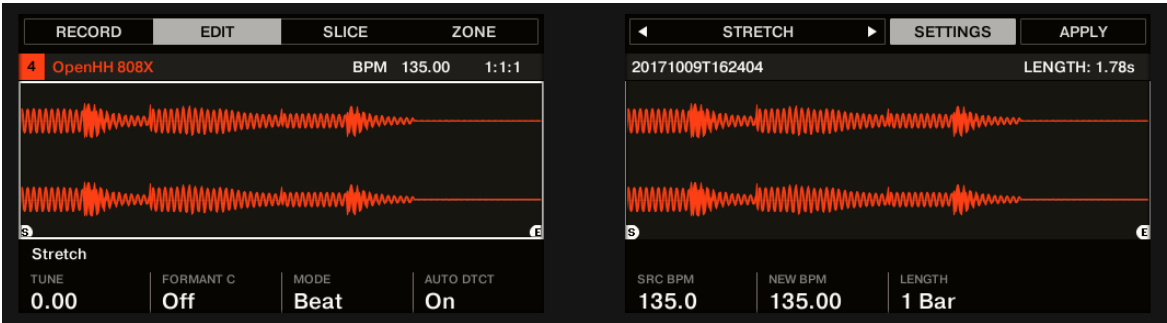 RECORD EDIT SLICE ZONE
4 OpenHH 808X BPM 135.00 1:1:1
S E
Stretch
TUNE FORMANT C MODE AUTO DTCT
0.00 Off Beat On
STRETCH SETTINGS APPLY
20171009T162404 LENGTH: 1.78s
S E
SRC BPM NEW BPM LENGTH
135.0 135.00 1 Bar